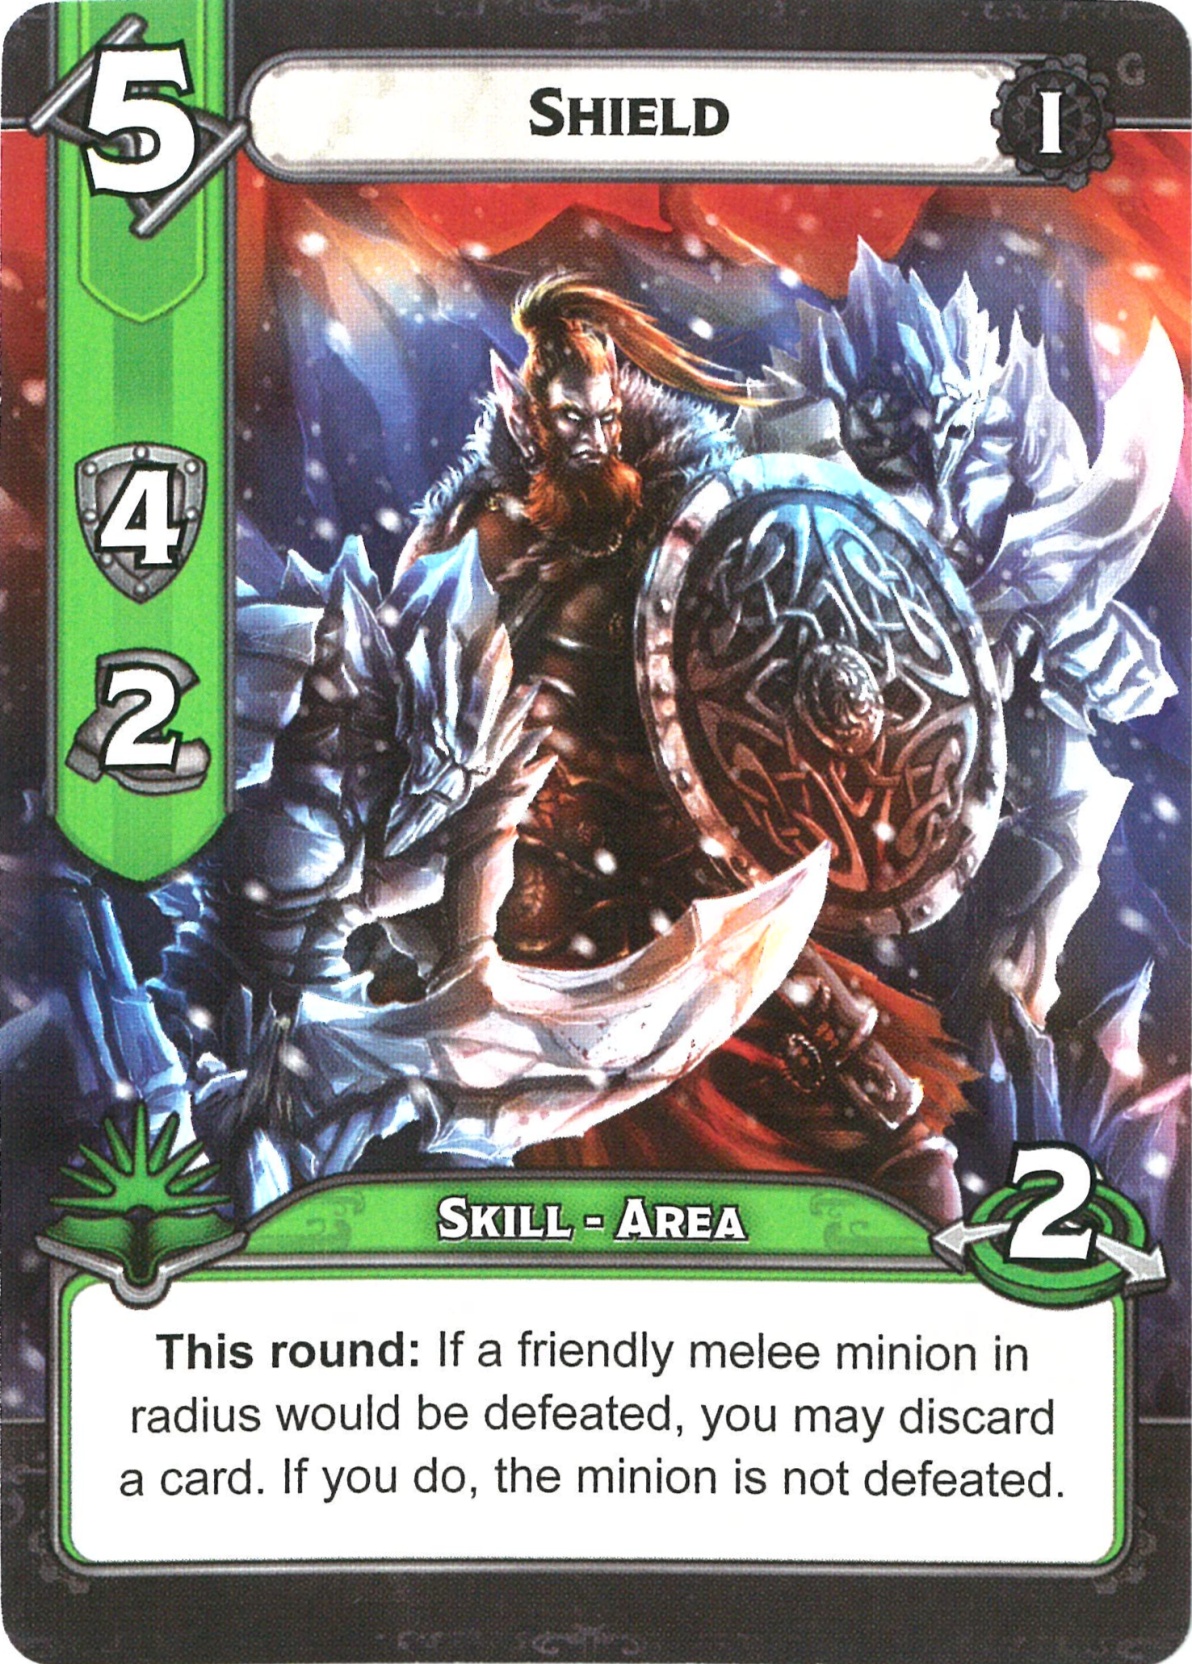 5
SHIELD
I
G
4
2
SKILL - AREA
2
This round: If a friendly melee minion in
radius would be defeated, you may discard
a card. If you do, the minion is not defeated.